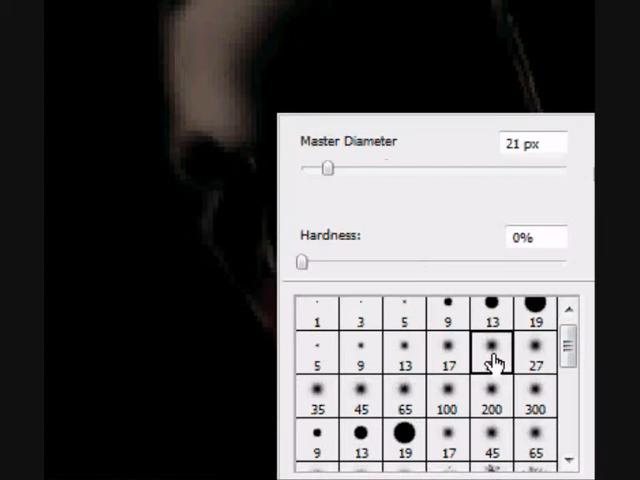 Master Diameter 21 px
Hardness: 0%
1 3 5 9 13 19
5 9 13 17 27
35 45 65 100 200 300
9 13 19 17 45 65